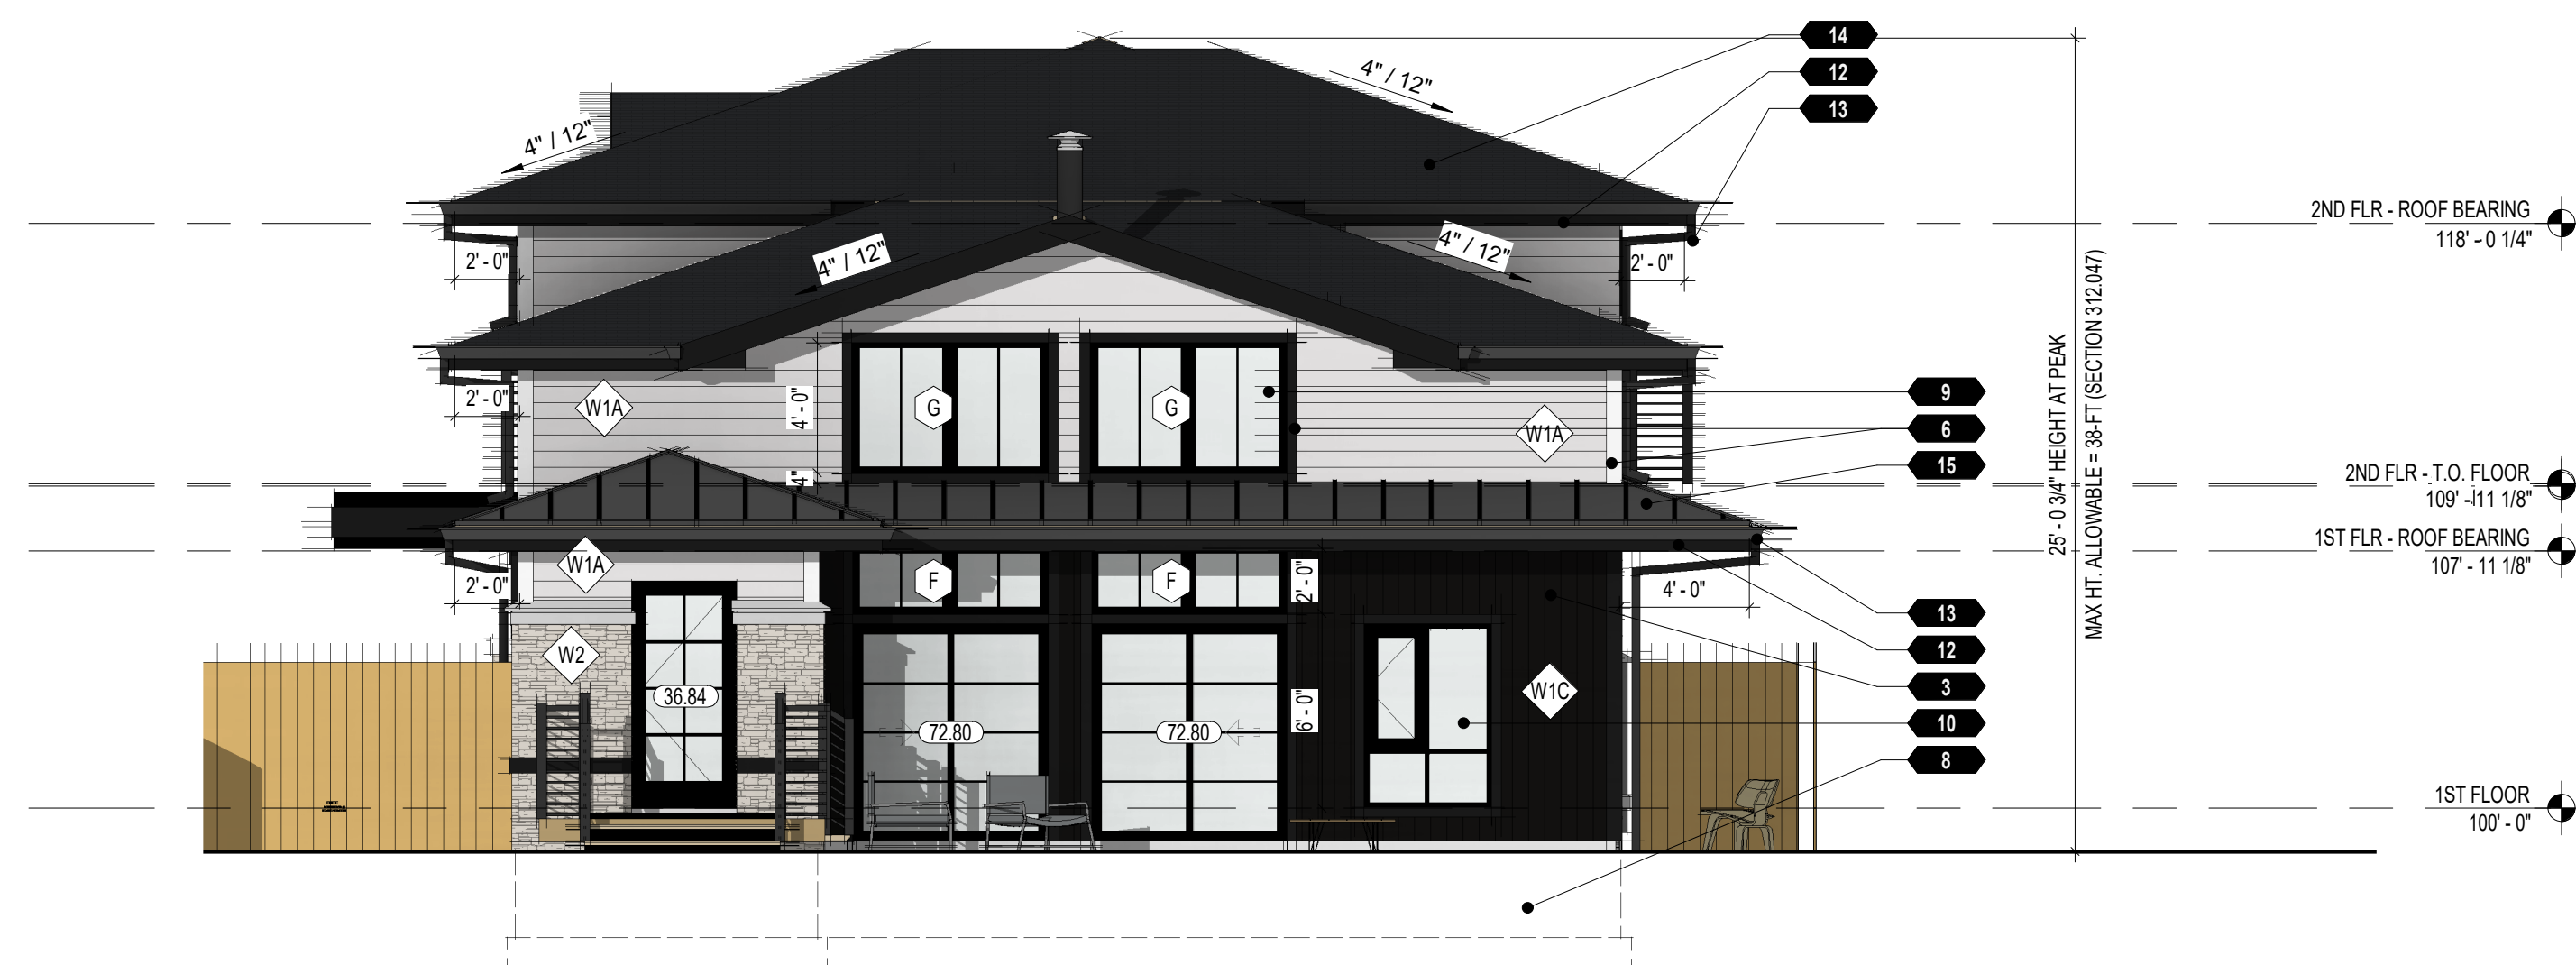 14
12
13
4" / 12"
4" / 12"
4" / 12"
4" / 12"
2ND FLR - ROOF BEARING
118' - 0 1/4"
2' - 0"
2' - 0"
25' - 0 3/4" HEIGHT AT PEAK
MAX HT. ALLOWABLE = 38-FT (SECTION 312.047)
2' - 0"
W1A
4' - 0"
G
G
W1A
9
6
15
4"
2ND FLR - T.O. FLOOR
109' - 11 1/8"
1ST FLR - ROOF BEARING
107' - 11 1/8"
W1A
2' - 0"
F
F
2' - 0"
4' - 0"
13
12
3
10
8
W2
36.84
72.80
72.80
6' - 0"
W1C
1ST FLOOR
100' - 0"